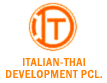 IT
ITALIAN-THAI
DEVELOPMENT PCL.